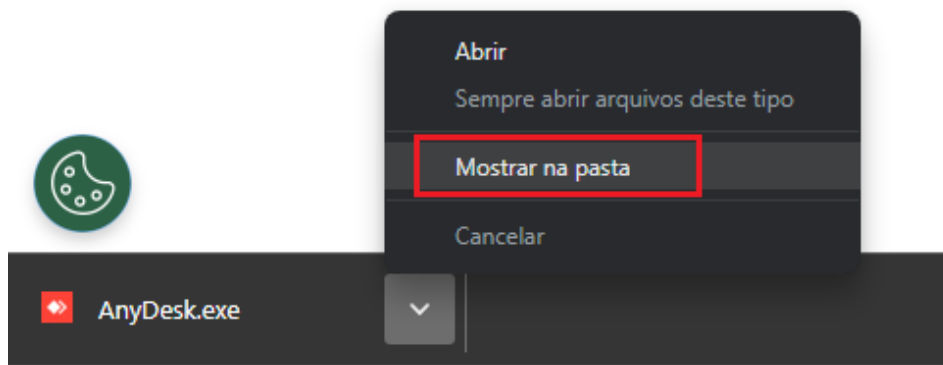 Abrir
Sempre abrir arquivos deste tipo
Mostrar na pasta
Cancelar
AnyDesk.exe